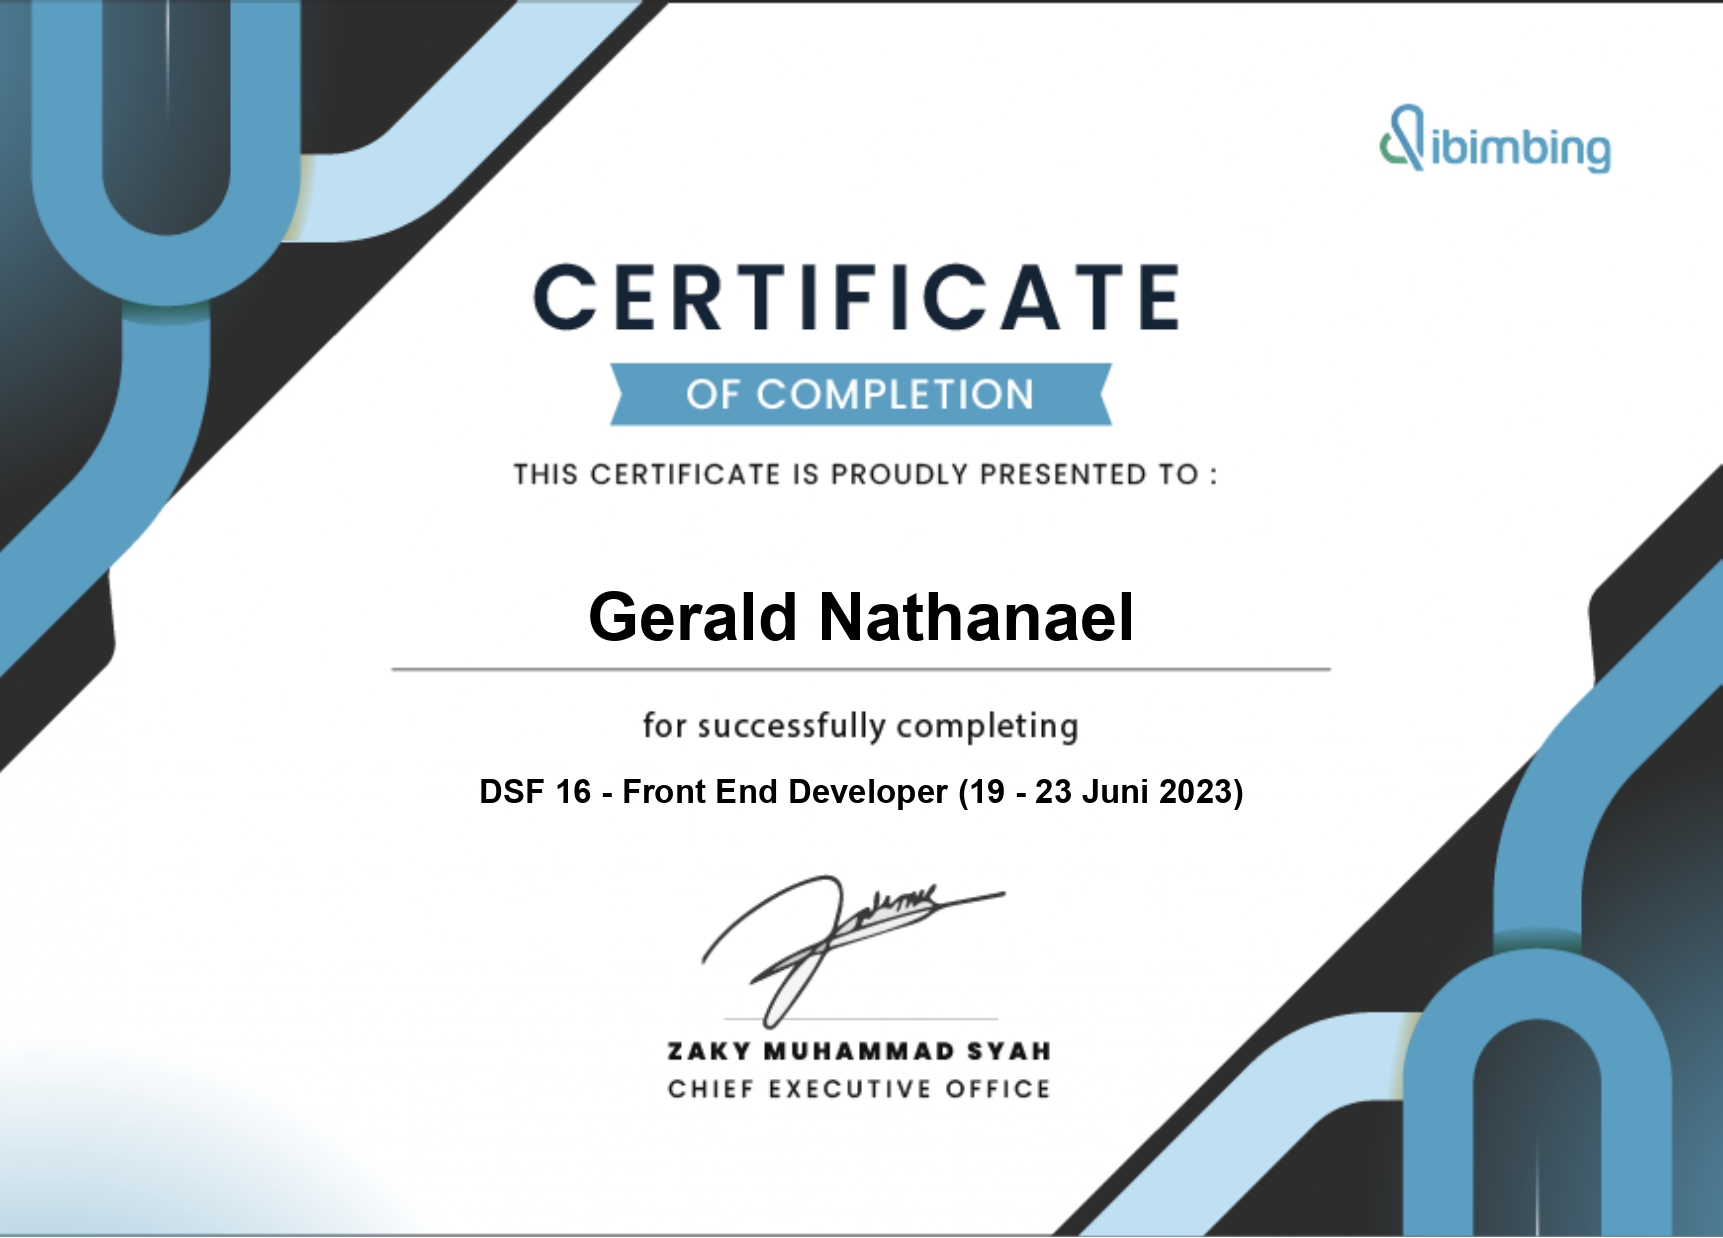 dibimbing
CERTIFICATE
OF COMPLETION
THIS CERTIFICATE IS PROUDLY PRESENTED TO :
Gerald Nathanael
for successfully completing
DSF 16 - Front End Developer (19 - 23 Juni 2023)
ZAKY MUHAMMAD SYAH
CHIEF EXECUTIVE OFFICE